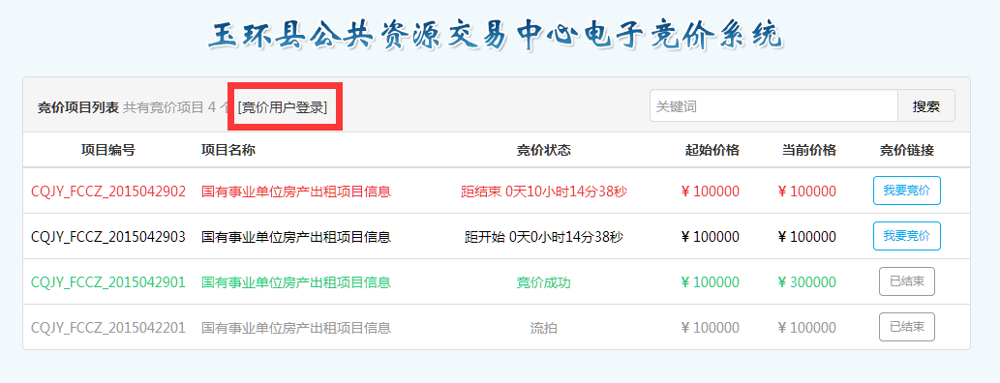 玉环县公共资源交易中心电子竞价系统
竞价项目列表 共有竞价项目 4 个 [竞价用户登录] 关键词 搜索
项目编号 项目名称 竞价状态 起始价格 当前价格 竞价链接
CQJY_FCCZ_2015042902 国有事业单位房产出租项目信息 距结束 0天10小时14分38秒 ¥ 100000 ¥ 100000 我要竞价
CQJY_FCCZ_2015042903 国有事业单位房产出租项目信息 距开始 0天0小时14分38秒 ¥ 100000 ¥ 100000 我要竞价
CQJY_FCCZ_2015042901 国有事业单位房产出租项目信息 竞价成功 ¥ 100000 ¥ 300000 已结束
CQJY_FCCZ_2015042201 国有事业单位房产出租项目信息 流拍 ¥ 100000 ¥ 100000 已结束